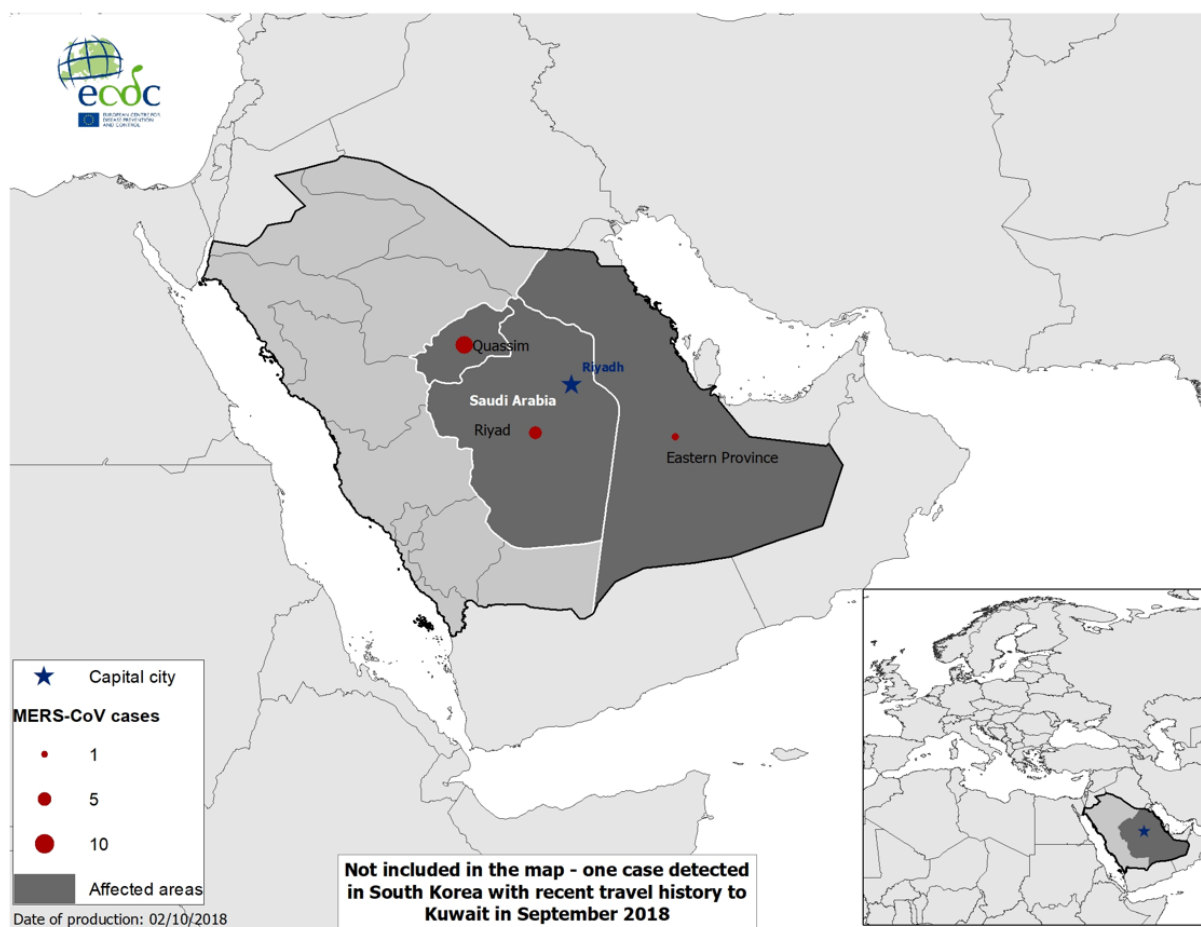 ecdc
EUROPEAN CENTRE FOR
DISEASE PREVENTION
AND CONTROL
Quassim
Riyadh
Saudi Arabia
Riyad
Eastern Province
Capital city
MERS-CoV cases
1
5
10
Affected areas
Date of production: 02/10/2018
Not included in the map - one case detected
in South Korea with recent travel history to
Kuwait in September 2018